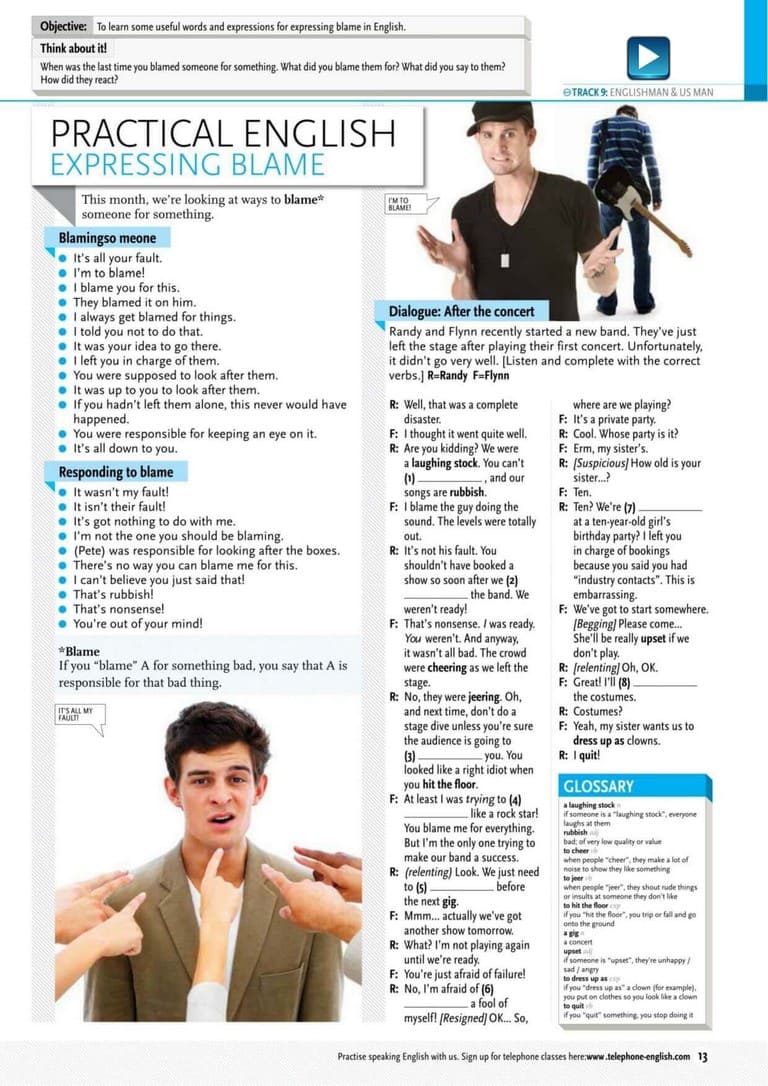 Objective: To learn some useful words and expressions for expressing blame in English.
Think about it!
When was the last time you blamed someone for something. What did you blame them for? What did you say to them?
How did they react?
TRACK 9: ENGLISHMAN & US MAN
PRACTICAL ENGLISH
EXPRESSING BLAME
This month, we're looking at ways to blame*
someone for something.
Blamingso meone
It's all your fault.
I'm to blame!
I blame you for this.
They blamed it on him.
I always get blamed for things.
I told you not to do that.
It was your idea to go there.
I left you in charge of them.
You were supposed to look after them.
It was up to you to look after them.
If you hadn't left them alone, this never would have
happened.
You were responsible for keeping an eye on it.
It's all down to you.
Responding to blame
It wasn't my fault!
It isn't their fault!
It's got nothing to do with me.
I'm not the one you should be blaming.
(Pete) was responsible for looking after the boxes.
There's no way you can blame me for this.
I can't believe you just said that!
That's rubbish!
That's nonsense!
You're out of your mind!
*Blame
If you "blame" A for something bad, you say that A is
responsible for that bad thing.
IT'S ALL MY
FAULT!
I'M TO
BLAME!
Dialogue: After the concert
Randy and Flynn recently started a new band. They've just
left the stage after playing their first concert. Unfortunately,
it didn't go very well. [Listen and complete with the correct
verbs.] R=Randy F=Flynn
R: Well, that was a complete
disaster.
F: I thought it went quite well.
R: Are you kidding? We were
a laughing stock. You can't
(1) ____________, and our
songs are rubbish.
F: I blame the guy doing the
sound. The levels were totally
out.
R: It's not his fault. You
shouldn't have booked a
show so soon after we (2)
____________ the band. We
weren't ready!
F: That's nonsense. I was ready.
You weren't. And anyway,
it wasn't all bad. The crowd
were cheering as we left the
stage.
R: No, they were jeering. Oh,
and next time, don't do a
stage dive unless you're sure
the audience is going to
(3) ____________ you. You
looked like a right idiot when
you hit the floor.
F: At least I was trying to (4)
____________ like a rock star!
You blame me for everything.
But I'm the only one trying to
make our band a success.
R: (relenting) Look. We just need
to (5) ____________ before
the next gig.
F: Mmm... actually we've got
another show tomorrow.
R: What? I'm not playing again
until we're ready.
F: You're just afraid of failure!
R: No, I'm afraid of (6)
____________ a fool of
myself! [Resigned] OK... So,
where are we playing?
F: It's a private party.
R: Cool. Whose party is it?
F: Erm, my sister's.
R: [Suspicious] How old is your
sister...?
F: Ten.
R: Ten? We're (7) ____________
at a ten-year-old girl's
birthday party? I left you
in charge of bookings
because you said you had
"industry contacts". This is
embarrassing.
F: We've got to start somewhere.
[Begging] Please come...
She'll be really upset if we
don't play.
R: [relenting] Oh, OK.
F: Great! I'll (8) ____________
the costumes.
R: Costumes?
F: Yeah, my sister wants us to
dress up as clowns.
R: I quit!
GLOSSARY
a laughing stock n
if someone is a "laughing stock", everyone
laughs at them
rubbish adj
bad; of very low quality or value
to cheer vb
when people "cheer", they make a lot of
noise to show they like something
to jeer vb
when people "jeer", they shout rude things
or insults at someone they don't like
to hit the floor exp
if you "hit the floor", you trip or fall and go
onto the ground
a gig n
a concert
upset adj
if someone is "upset", they're unhappy /
sad / angry
to dress up as exp
if you "dress up as" a clown (for example),
you put on clothes so you look like a clown
to quit vb
if you "quit" something, you stop doing it
Practise speaking English with us. Sign up for telephone classes here:www.telephone-english.com 13